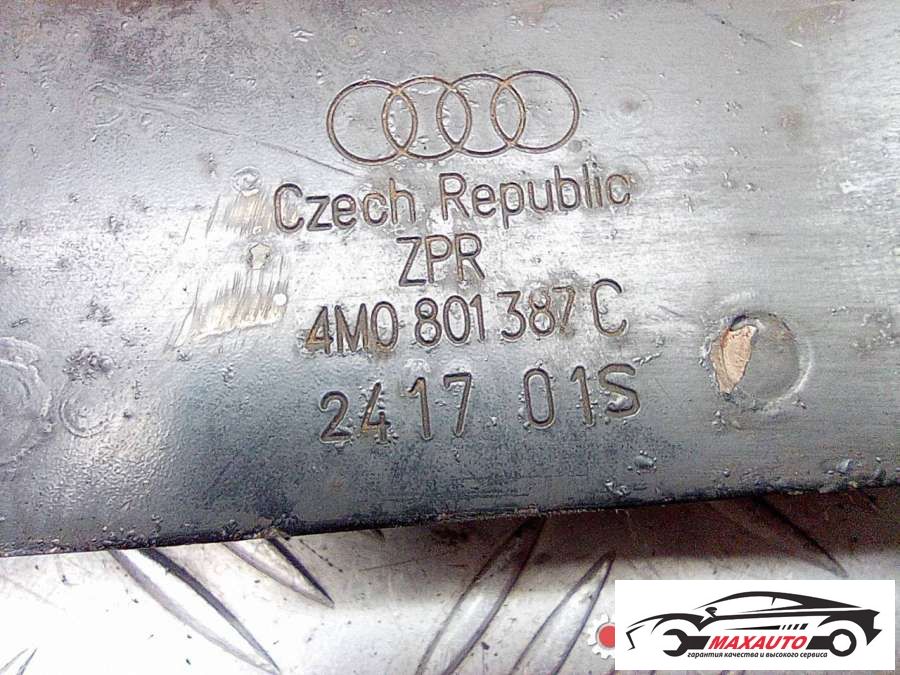 Czech Republic
ZPR
4M0 801 387 C
2417 01S
MAXAUTO
гарантия качества и высокого сервиса